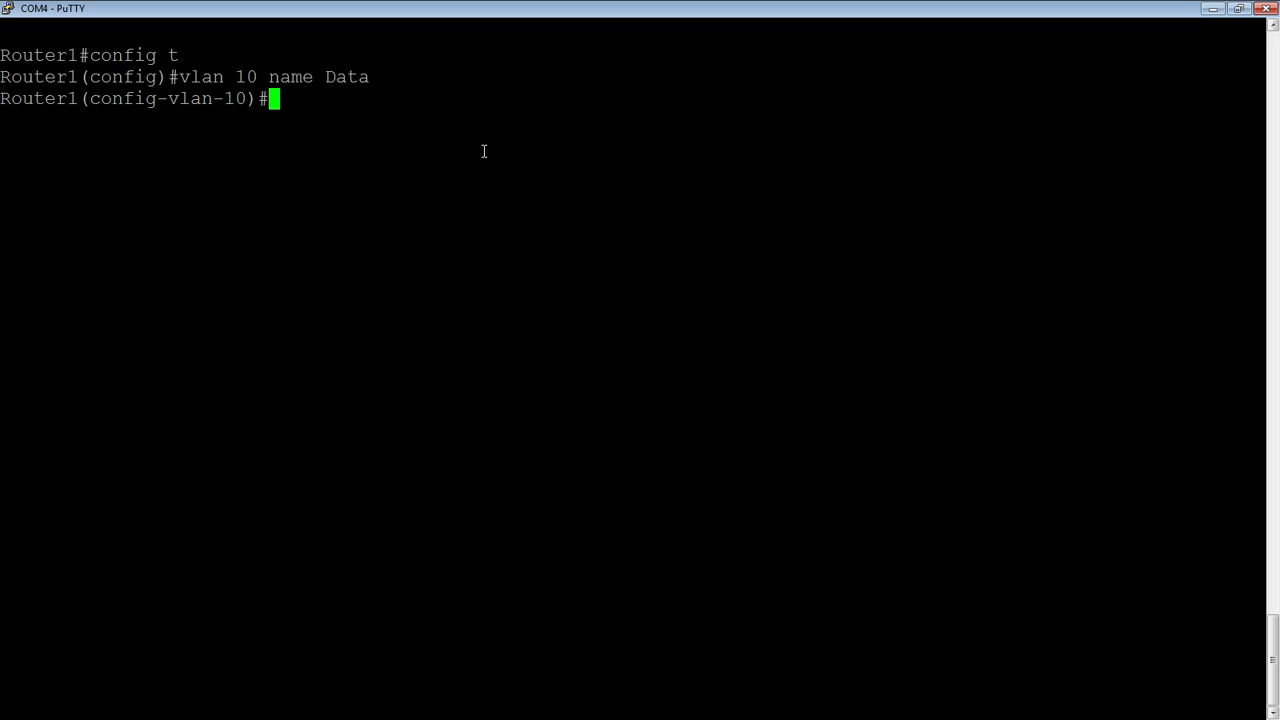 COM4 - PuTTY
Router1#config t
Router1(config)#vlan 10 name Data
Router1(config-vlan-10)#